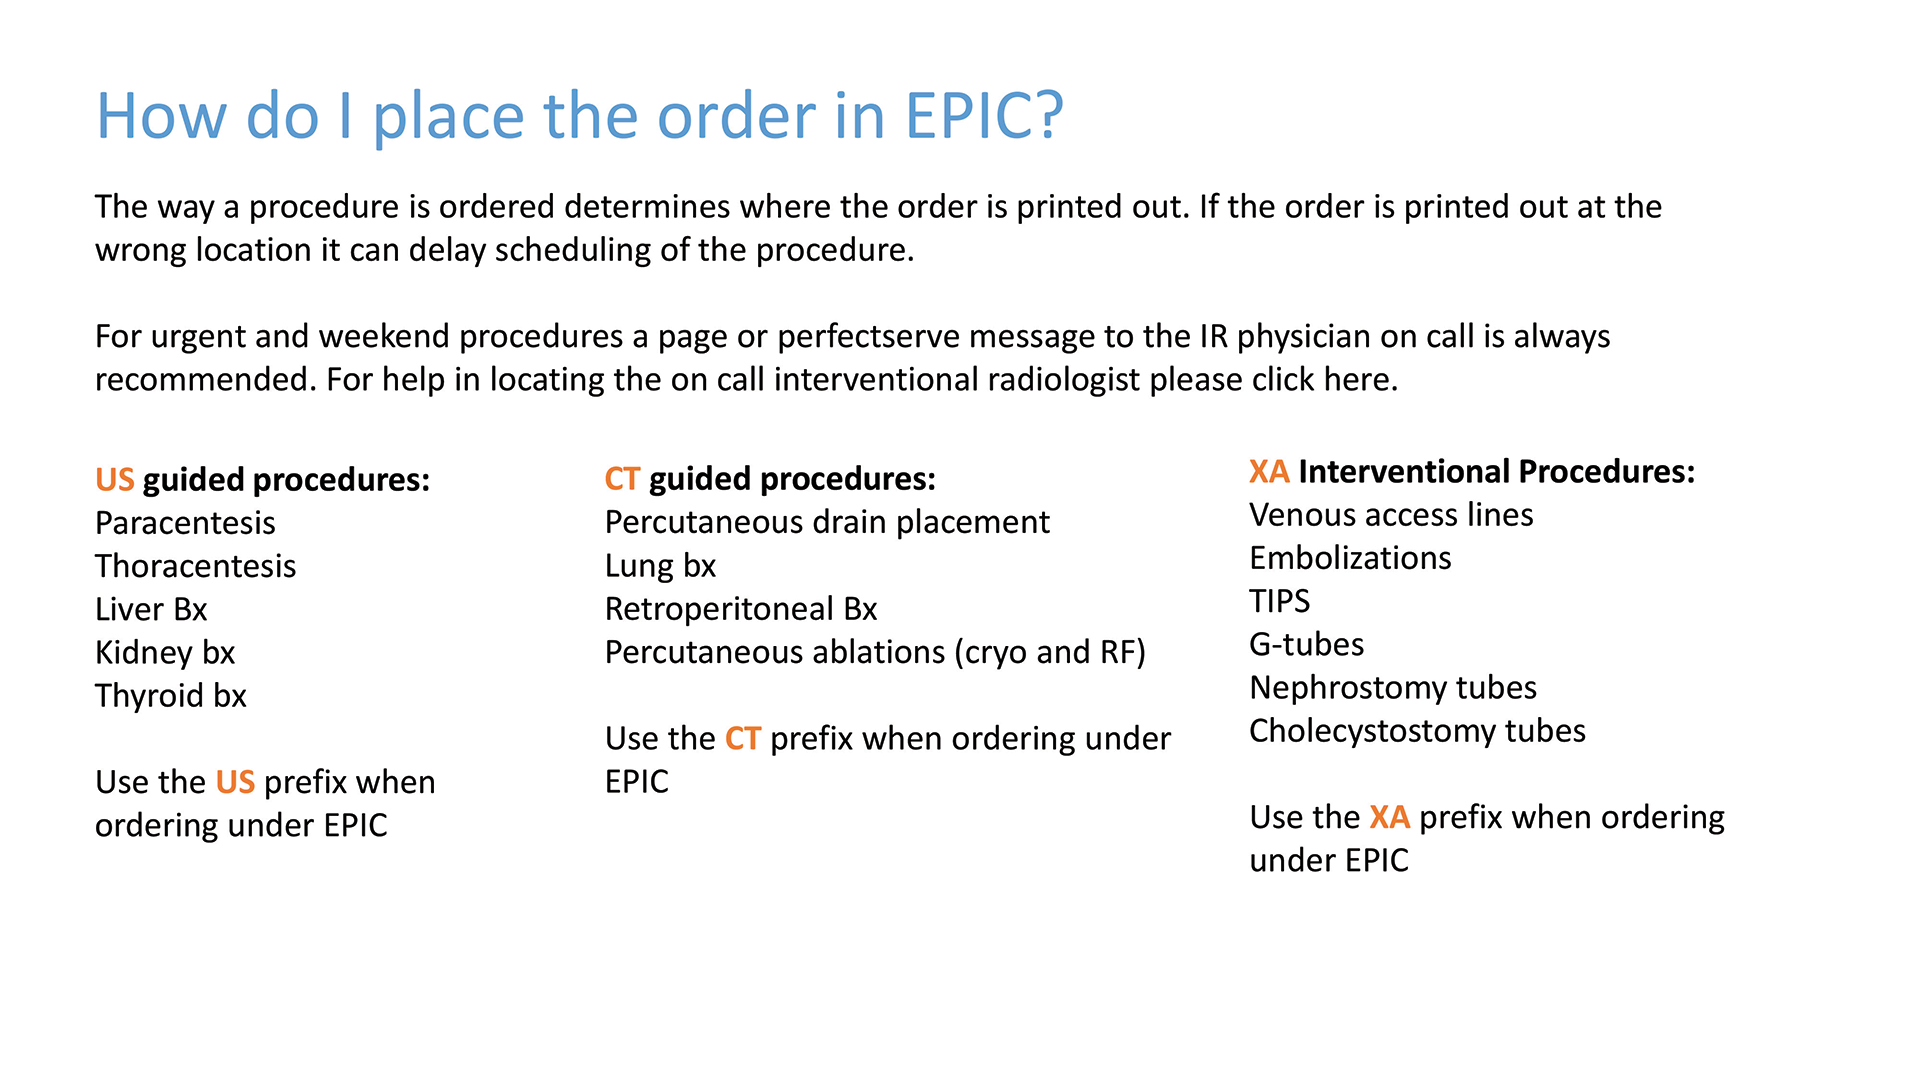 How do I place the order in EPIC?
The way a procedure is ordered determines where the order is printed out. If the order is printed out at the
wrong location it can delay scheduling of the procedure.
For urgent and weekend procedures a page or perfectserve message to the IR physician on call is always
recommended. For help in locating the on call interventional radiologist please click here.
US guided procedures:
Paracentesis
Thoracentesis
Liver Bx
Kidney bx
Thyroid bx
Use the US prefix when
ordering under EPIC
CT guided procedures:
Percutaneous drain placement
Lung bx
Retroperitoneal Bx
Percutaneous ablations (cryo and RF)
Use the CT prefix when ordering under
EPIC
XA Interventional Procedures:
Venous access lines
Embolizations
TIPS
G-tubes
Nephrostomy tubes
Cholecystostomy tubes
Use the XA prefix when ordering
under EPIC